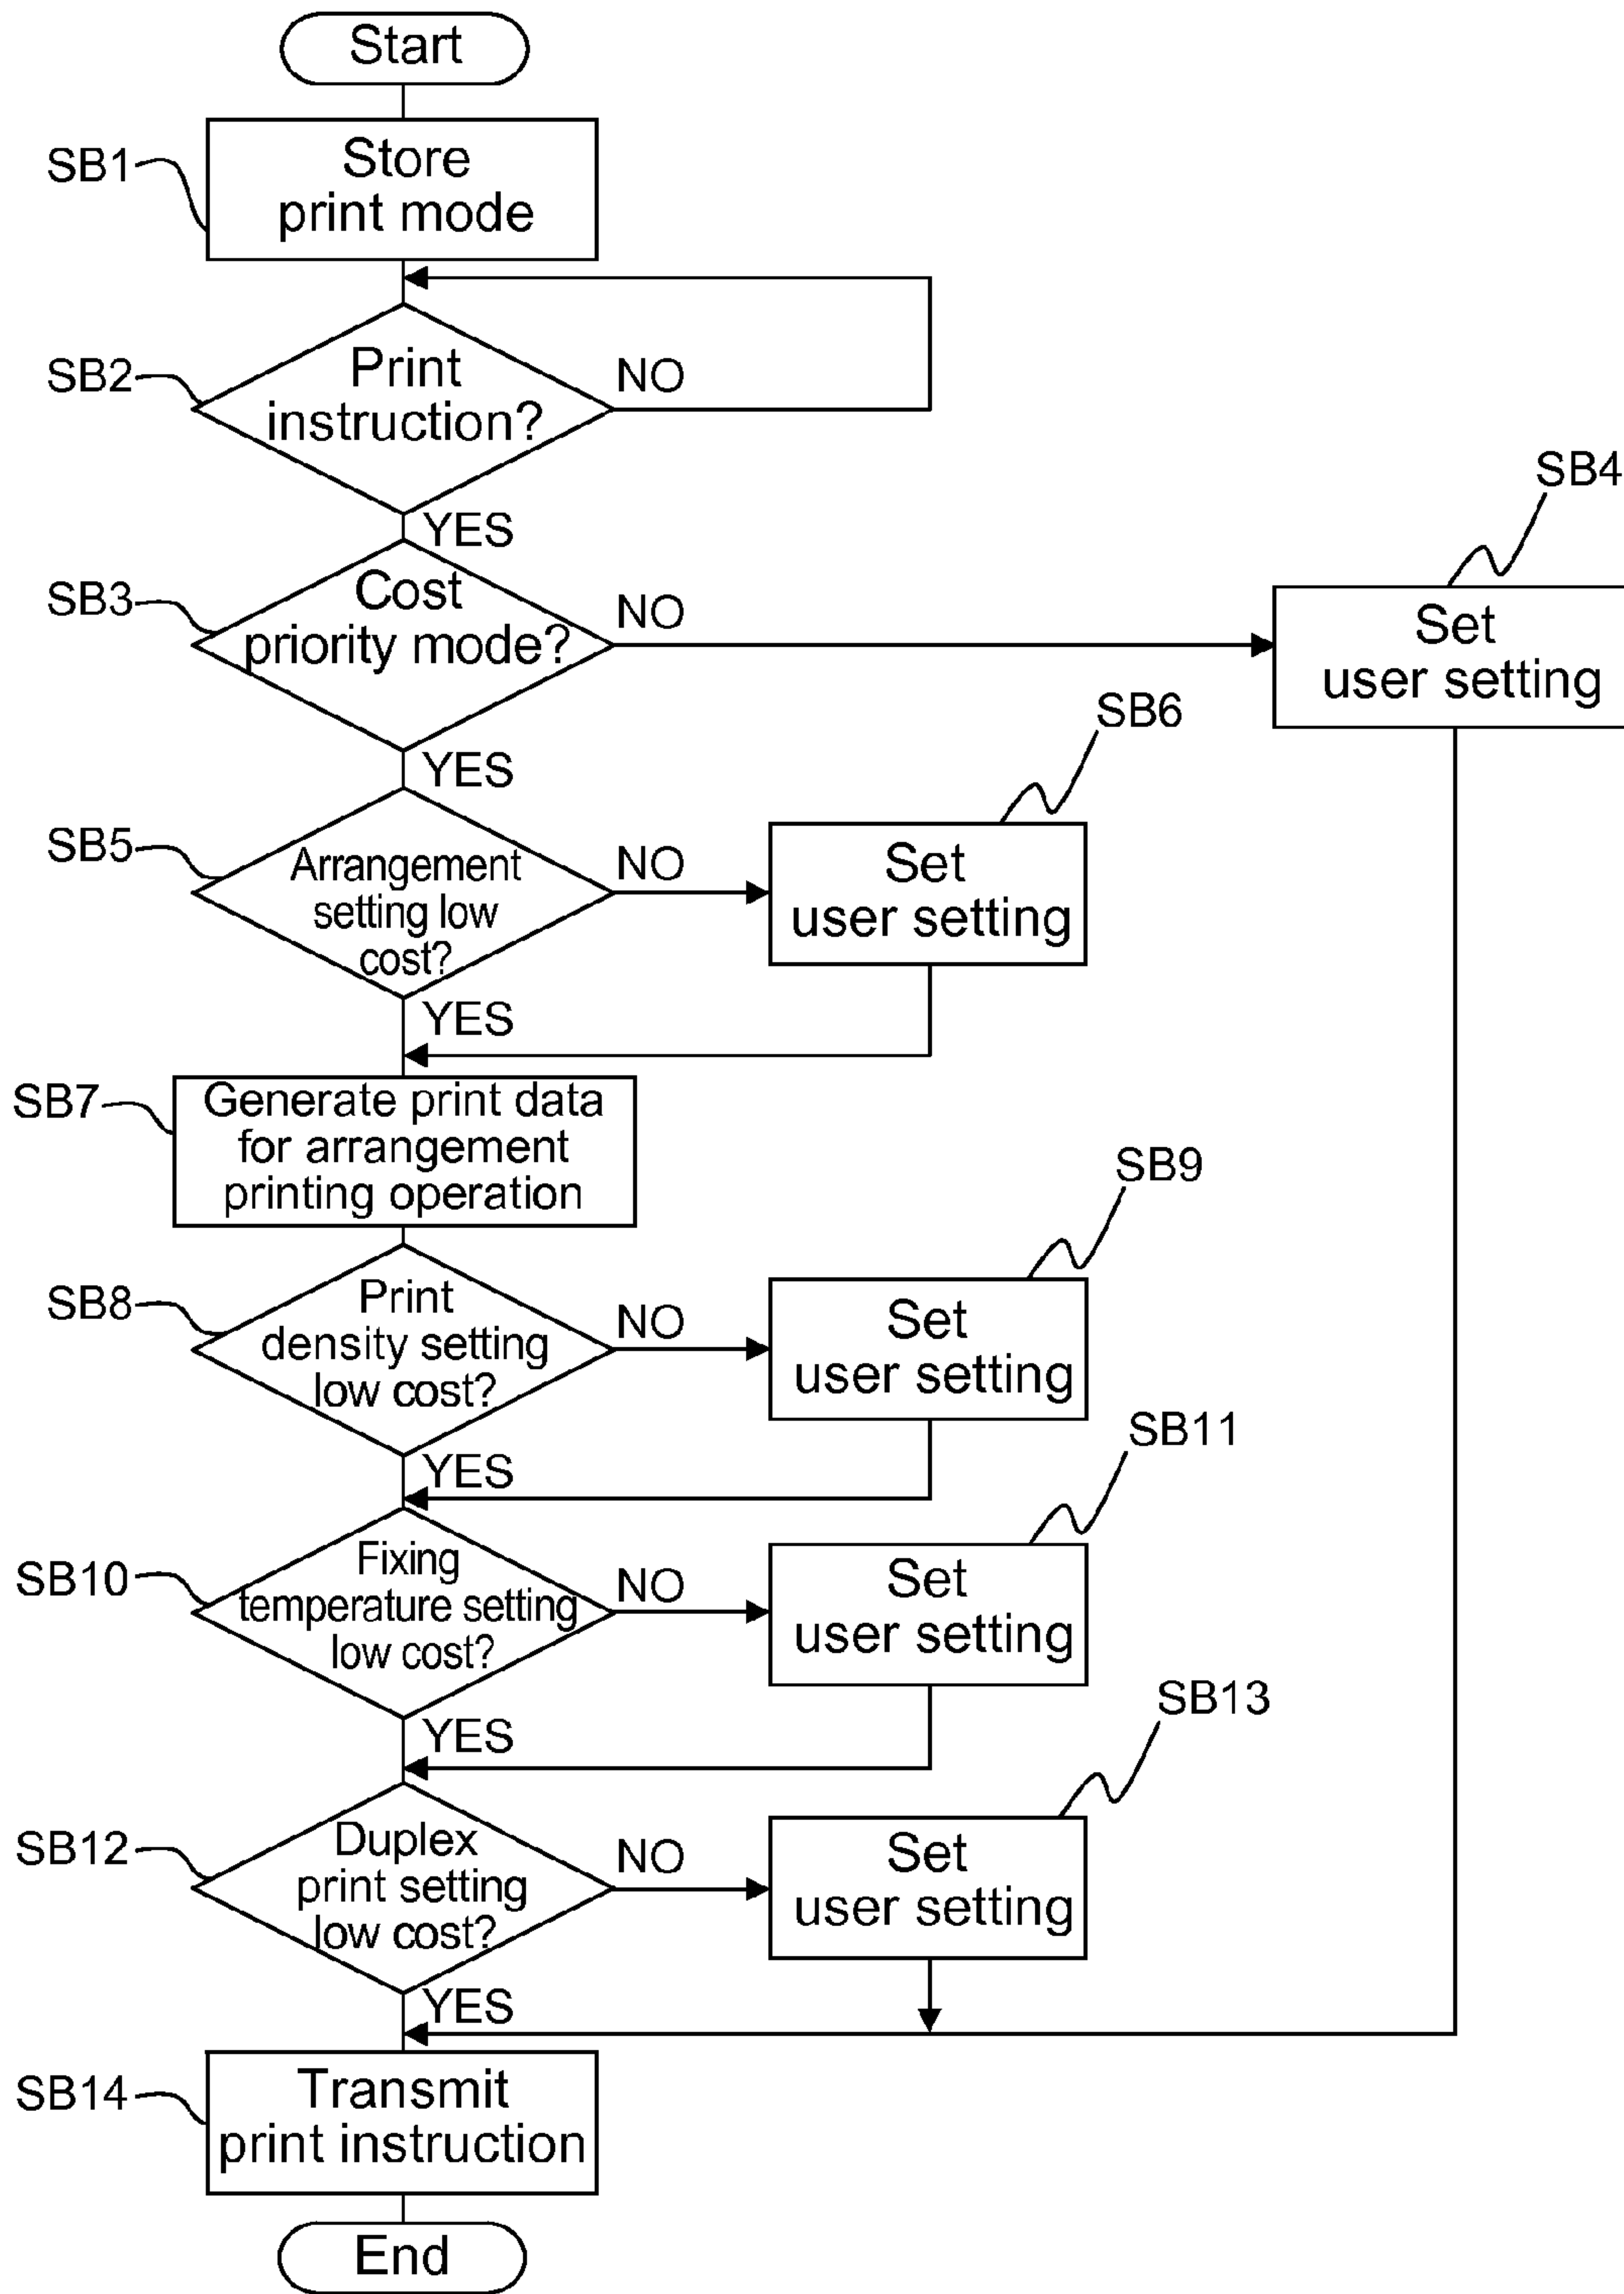 Start
SB1
Store
print mode
SB2
Print
instruction?
NO
YES
SB3
Cost
priority mode?
NO
SB4
Set
user setting
YES
SB5
Arrangement
setting low
cost?
NO
SB6
Set
user setting
YES
SB7
Generate print data
for arrangement
printing operation
SB8
Print
density setting
low cost?
NO
SB9
Set
user setting
YES
SB10
Fixing
temperature setting
low cost?
NO
SB11
Set
user setting
YES
SB12
Duplex
print setting
low cost?
NO
SB13
Set
user setting
YES
SB14
Transmit
print instruction
End